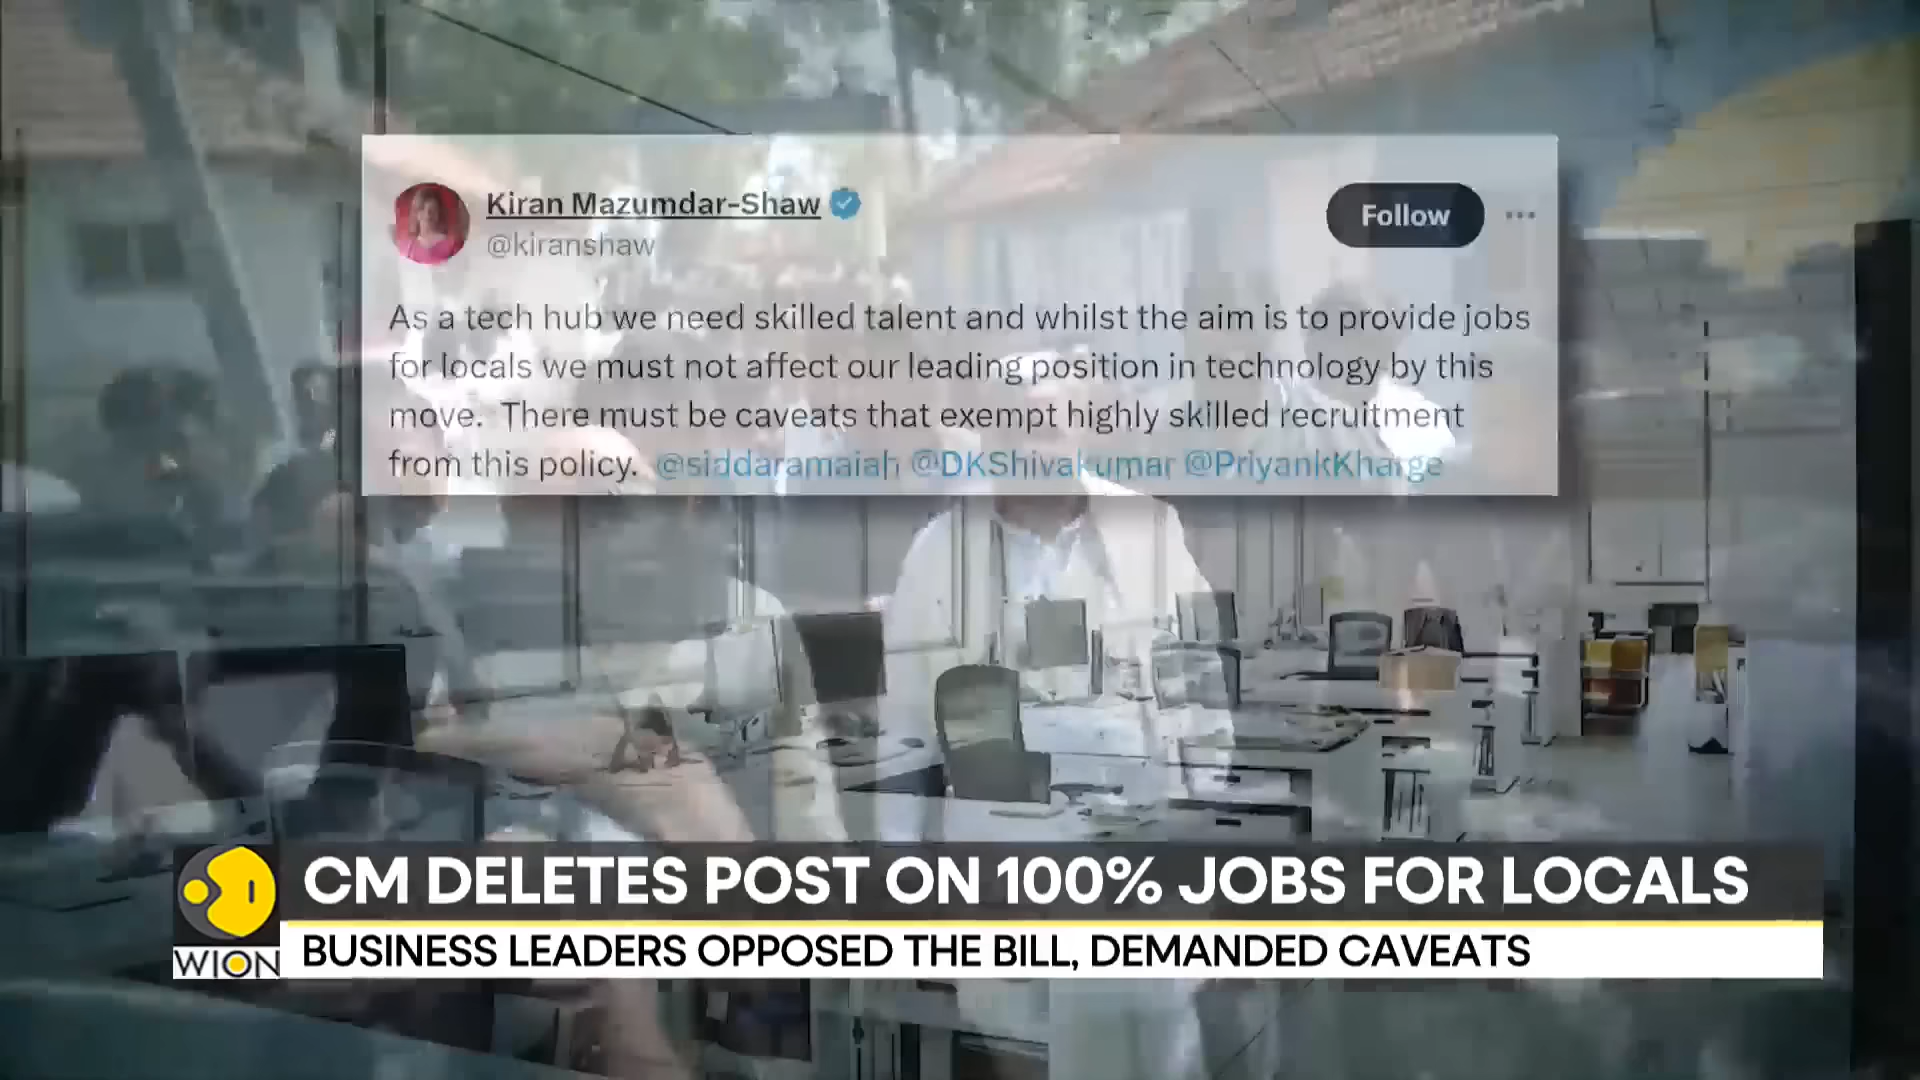 Kiran Mazumdar-Shaw
@kiranshaw
Follow
As a tech hub we need skilled talent and whilst the aim is to provide jobs
for locals we must not affect our leading position in technology by this
move. There must be caveats that exempt highly skilled recruitment
from this policy. @siddaramaiah @DKShivakumar @PriyankKharge
CM DELETES POST ON 100% JOBS FOR LOCALS
BUSINESS LEADERS OPPOSED THE BILL, DEMANDED CAVEATS
WION